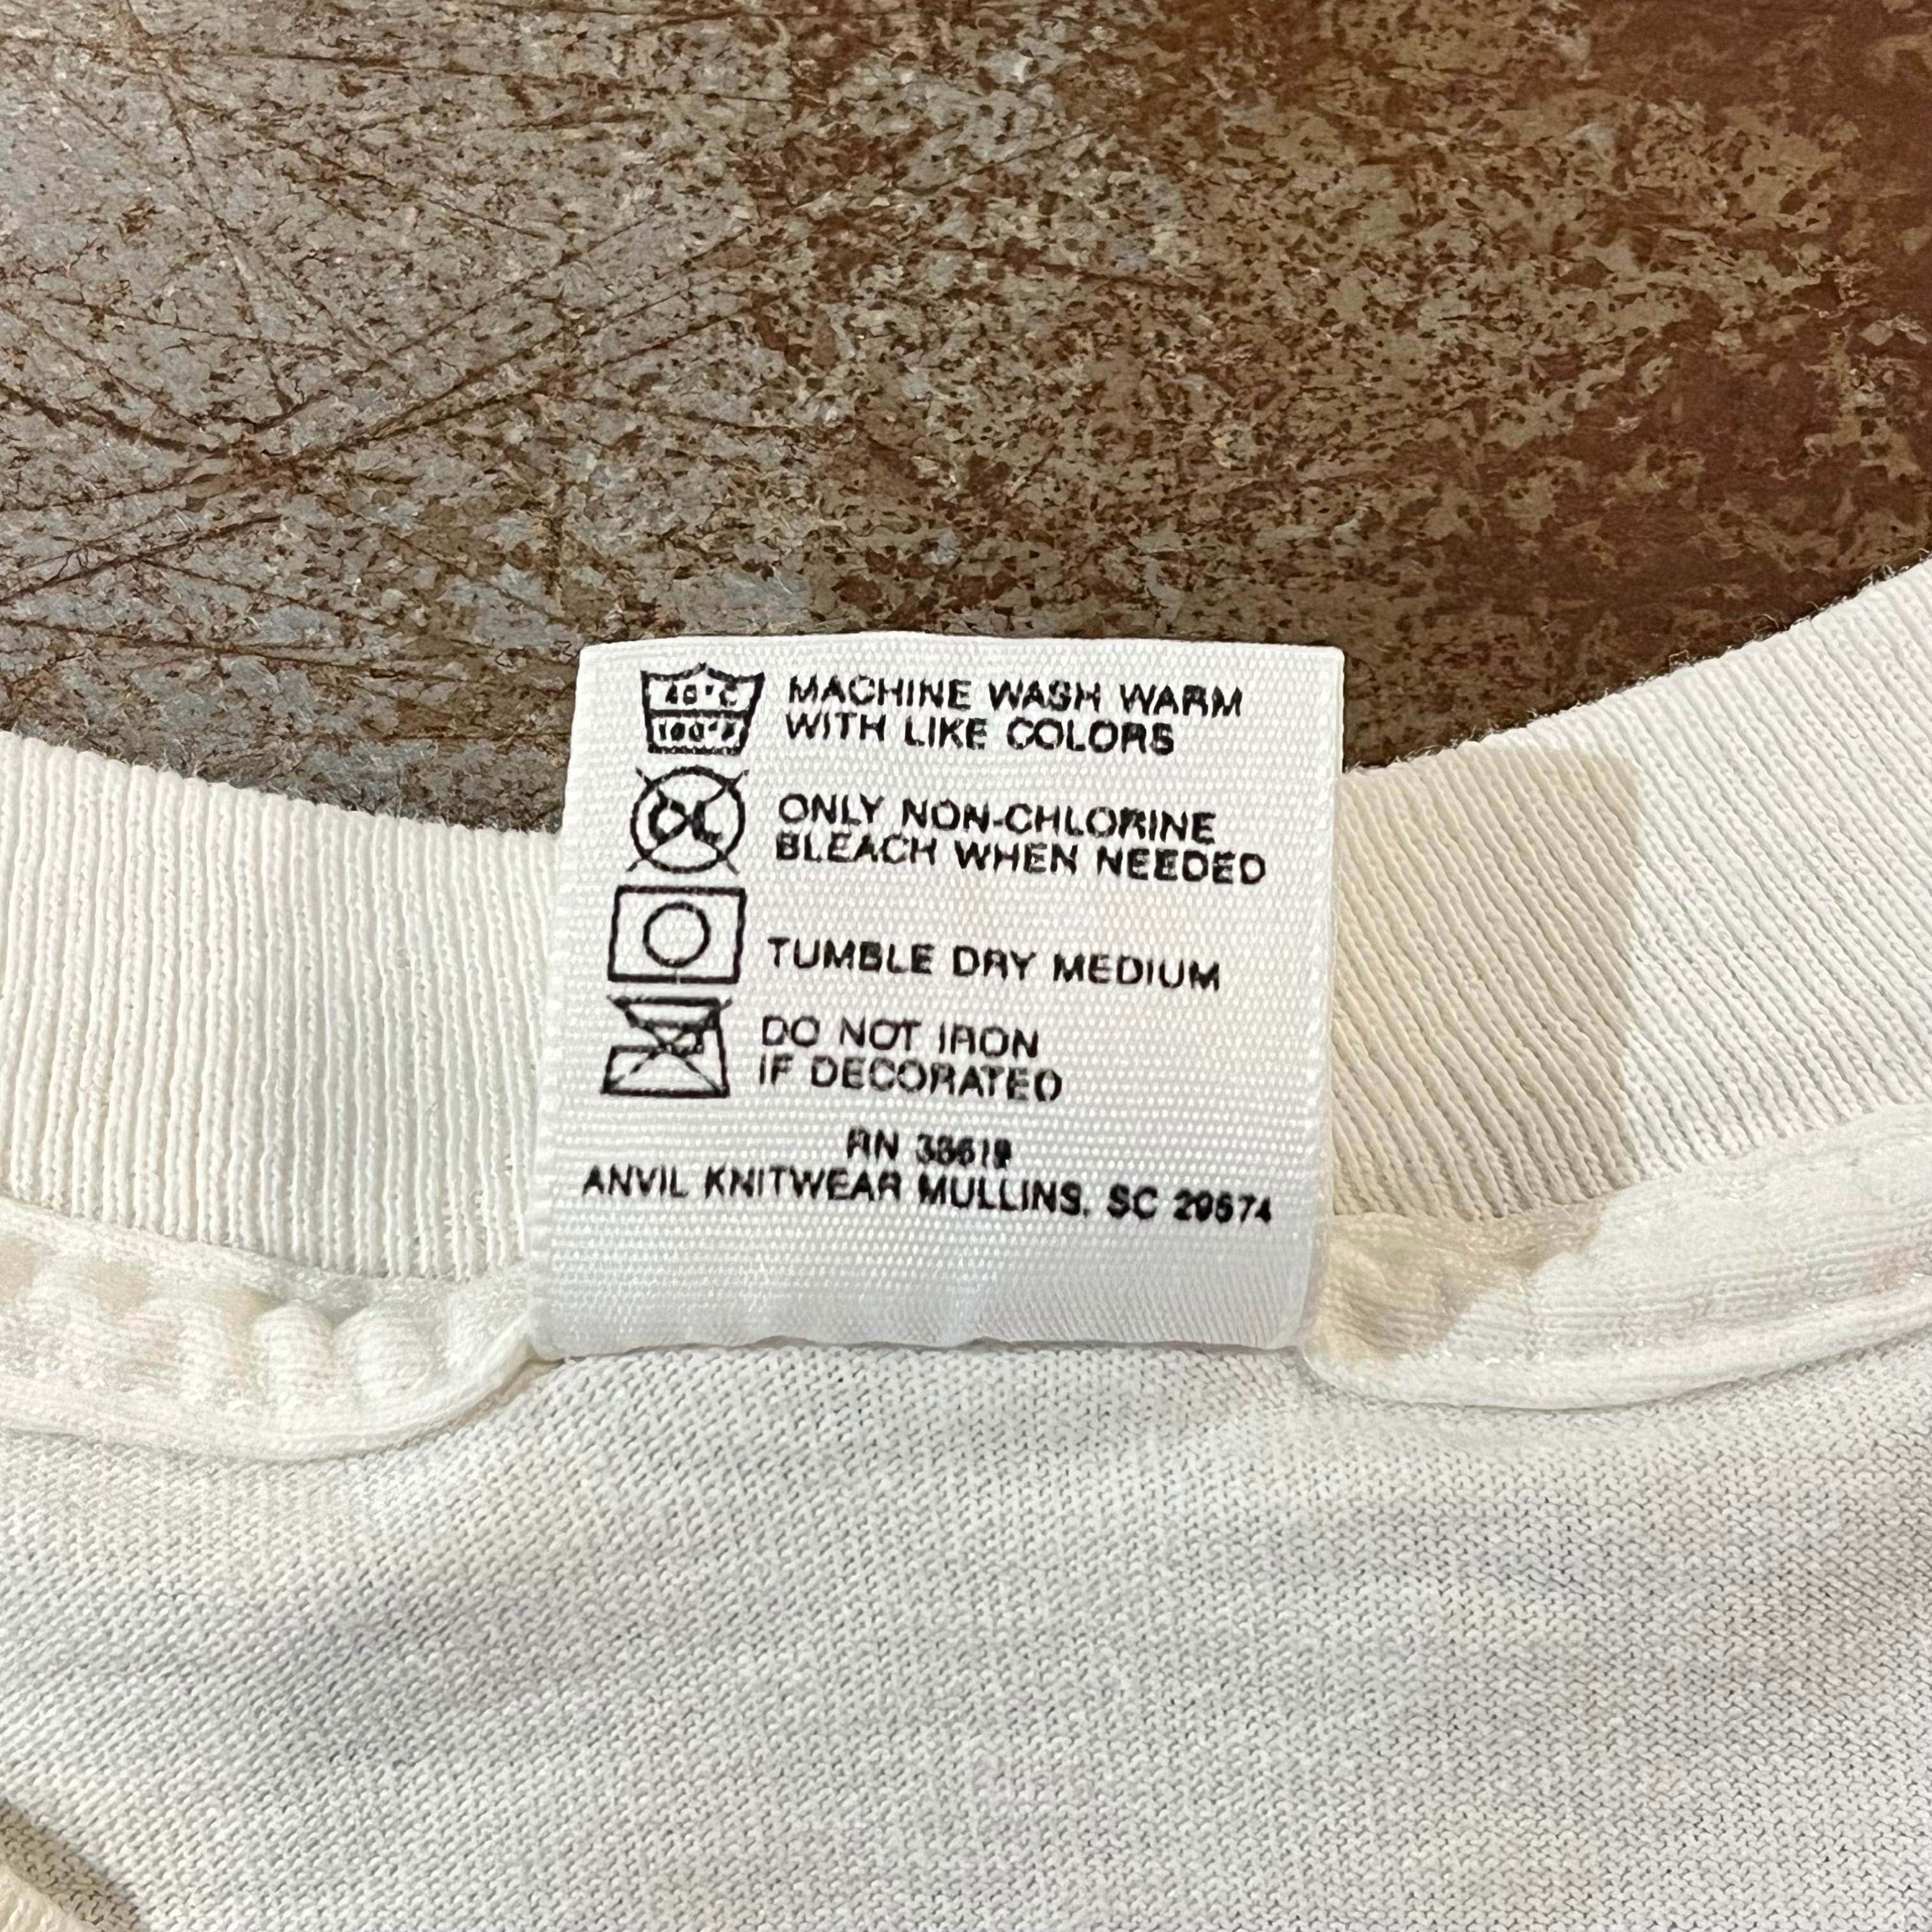 40°C
100°F
MACHINE WASH WARM
WITH LIKE COLORS
CL
ONLY NON-CHLORINE
BLEACH WHEN NEEDED
TUMBLE DRY MEDIUM
DO NOT IRON
IF DECORATED
RN 38619
ANVIL KNITWEAR MULLINS, SC 29574